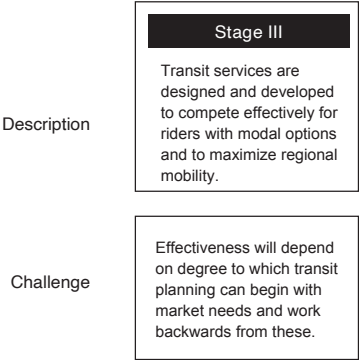 Stage III
Description
Transit services are
designed and developed
to compete effectively for
riders with modal options
and to maximize regional
mobility.
Challenge
Effectiveness will depend
on degree to which transit
planning can begin with
market needs and work
backwards from these.